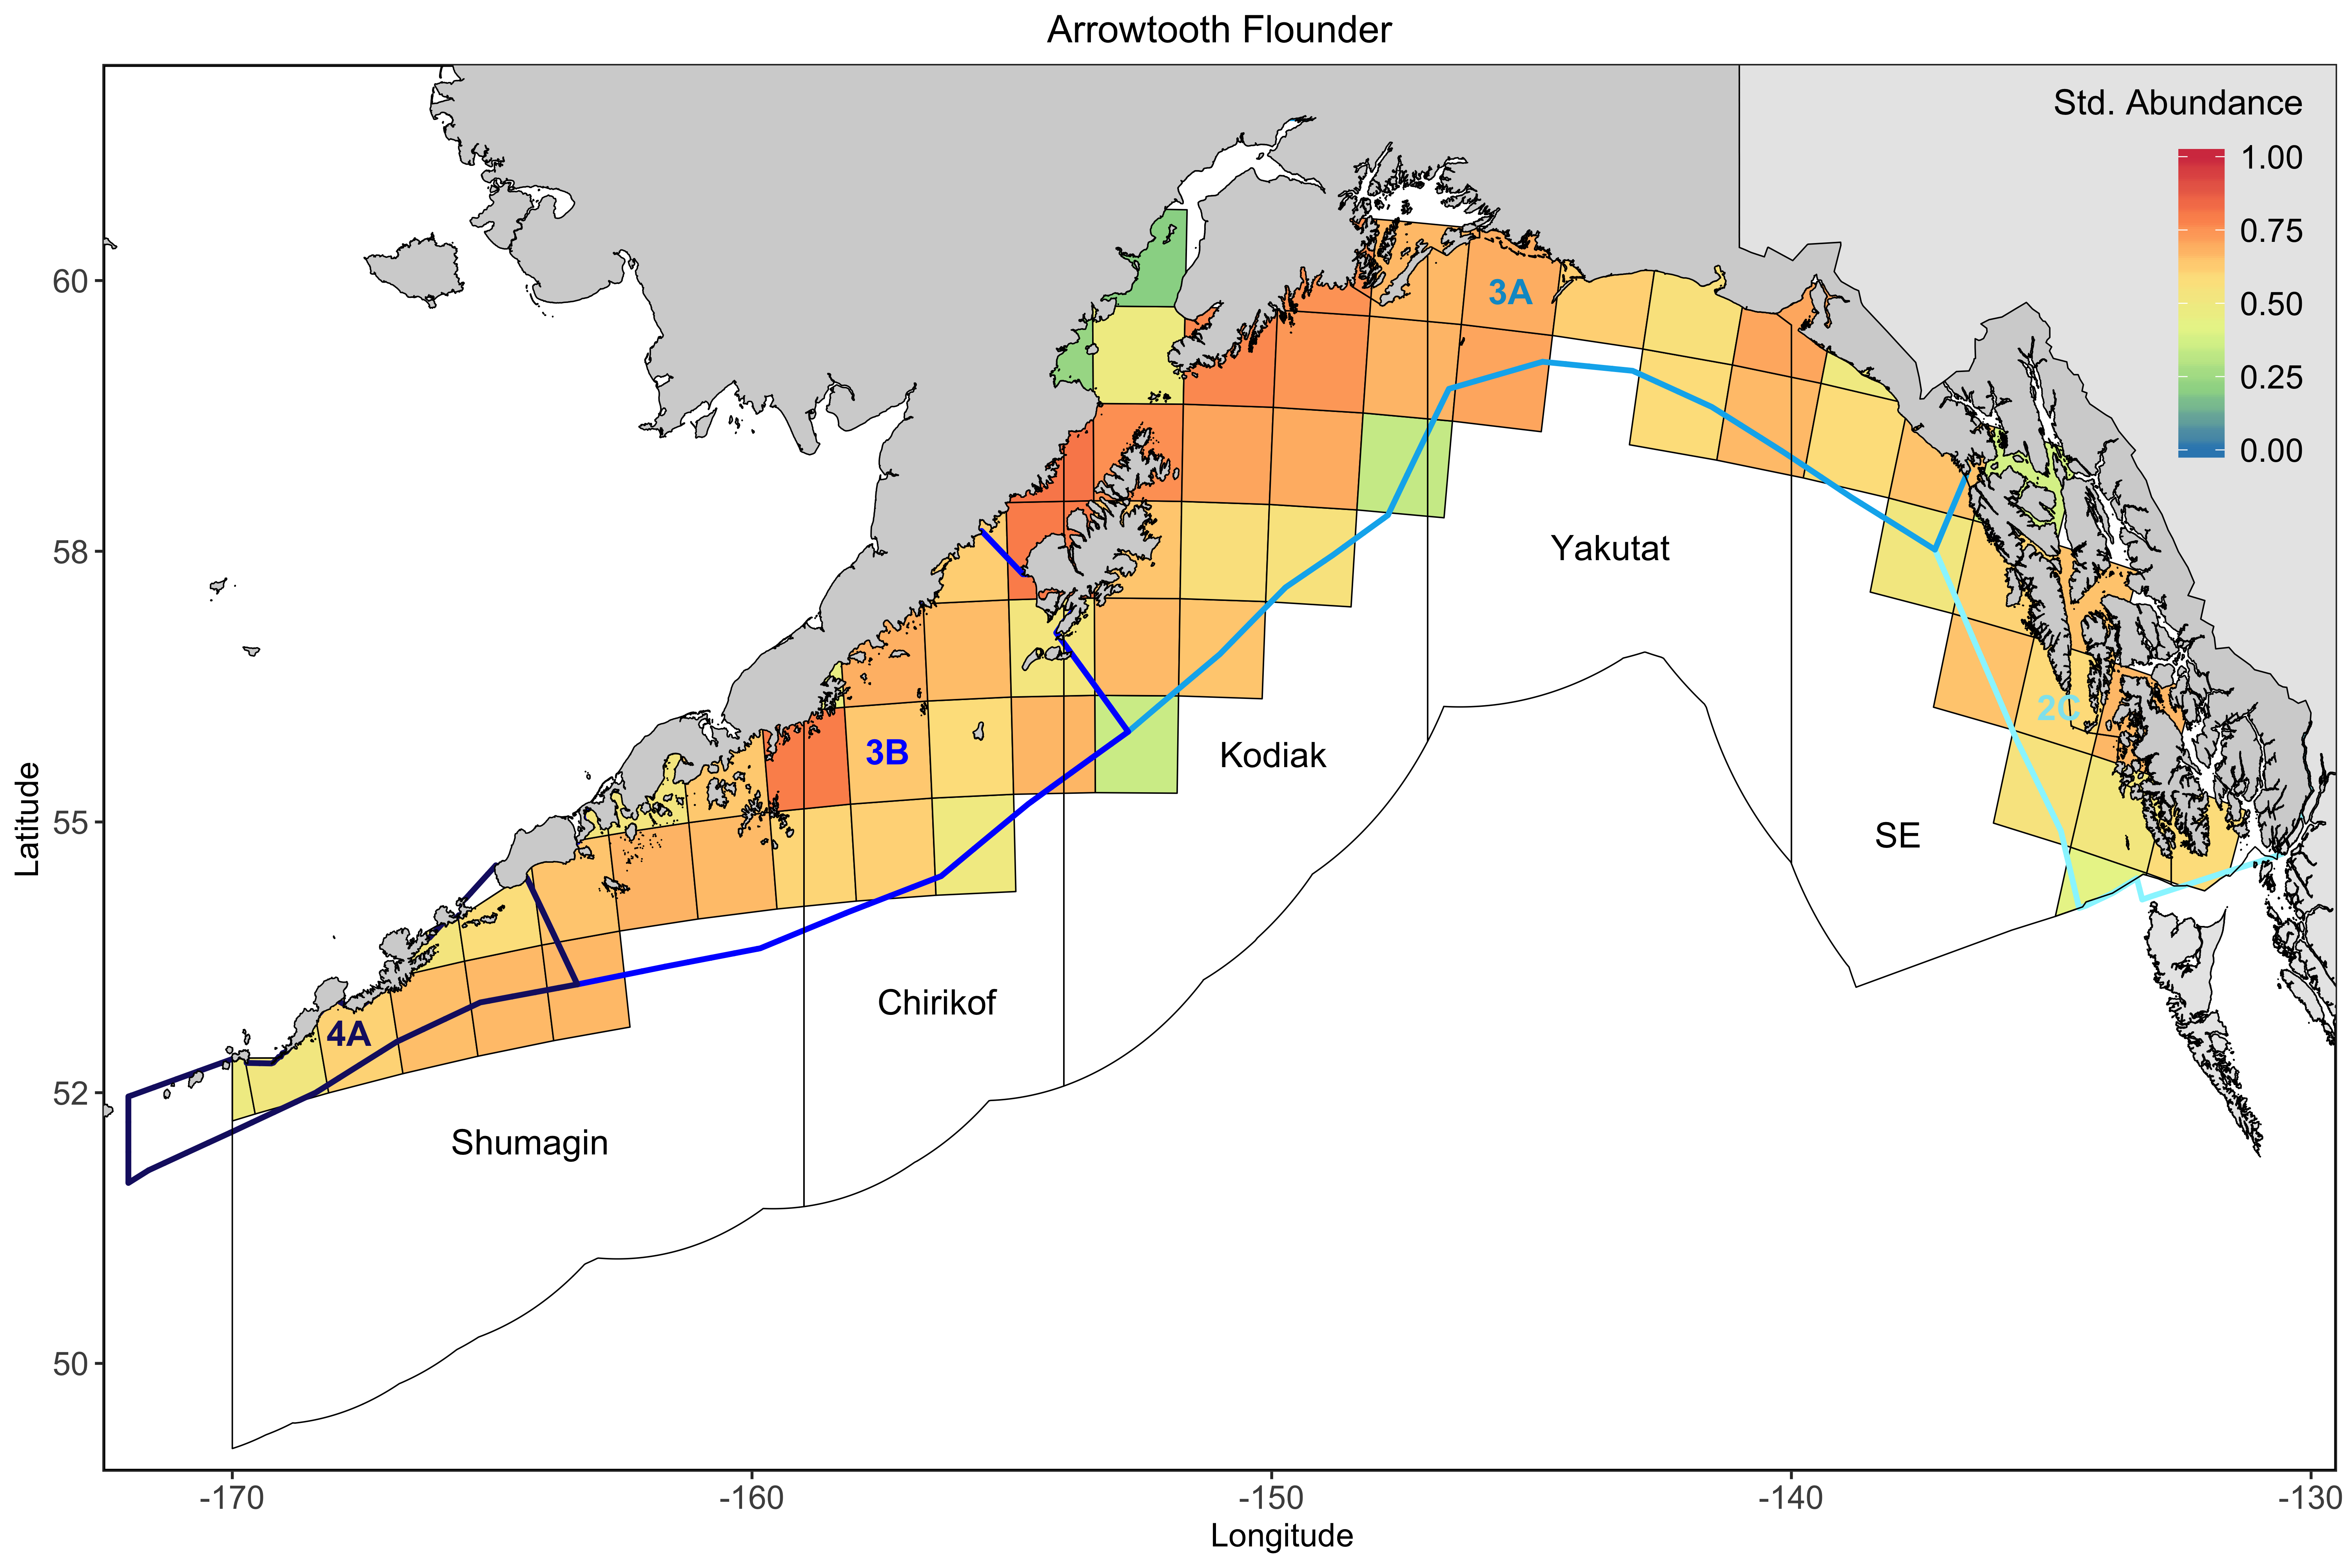 Arrowtooth Flounder
Std. Abundance
1.00
0.75
0.50
0.25
0.00
60
58
55
52
50
Latitude
3A
Yakutat
2C
3B
Kodiak
SE
Chirikof
4A
Shumagin
-170
-160
-150
-140
-130
Longitude